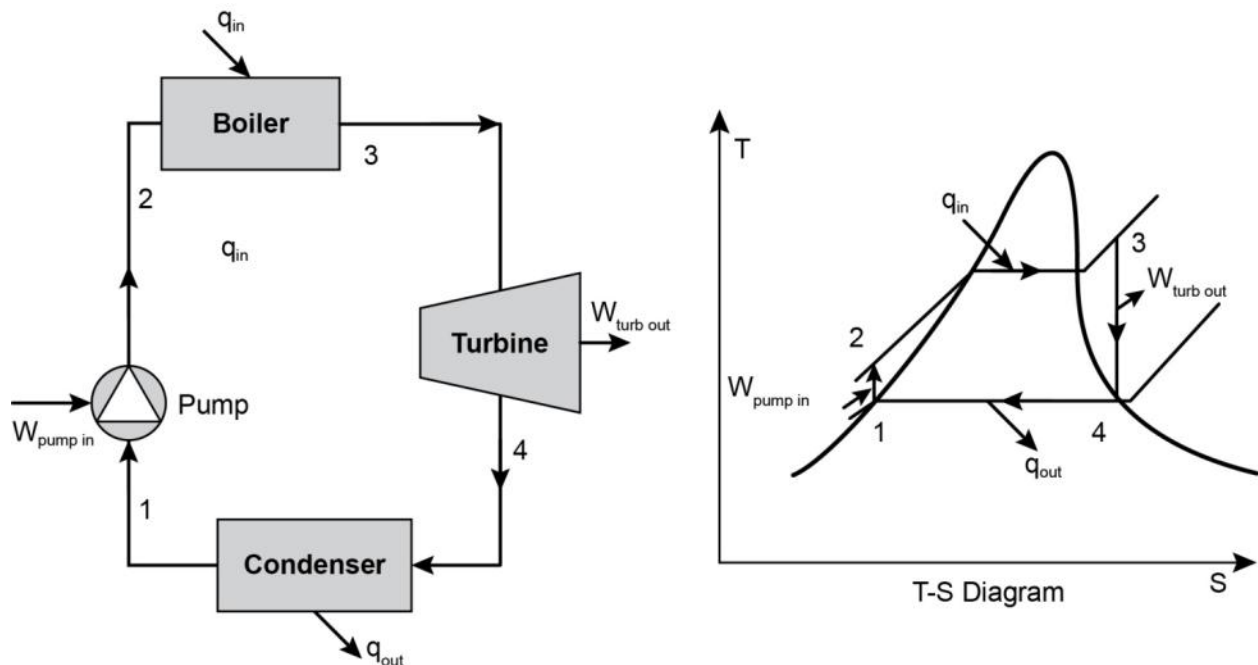 q_in
Boiler
3
2
q_in
W_turb out
Turbine
Pump
W_pump in
4
1
Condenser
q_out
T
q_in
3
W_turb out
2
W_pump in
1
4
q_out
S
T-S Diagram